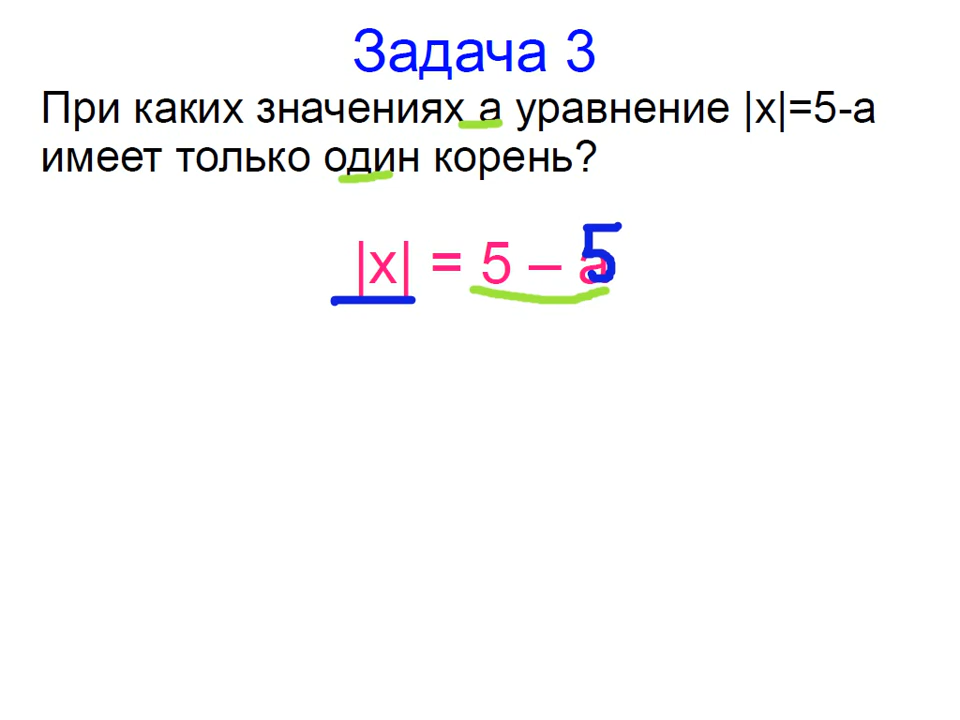 Задача 3
При каких значениях а уравнение |х|=5-а
имеет только один корень?
|х| = 5 – а
5